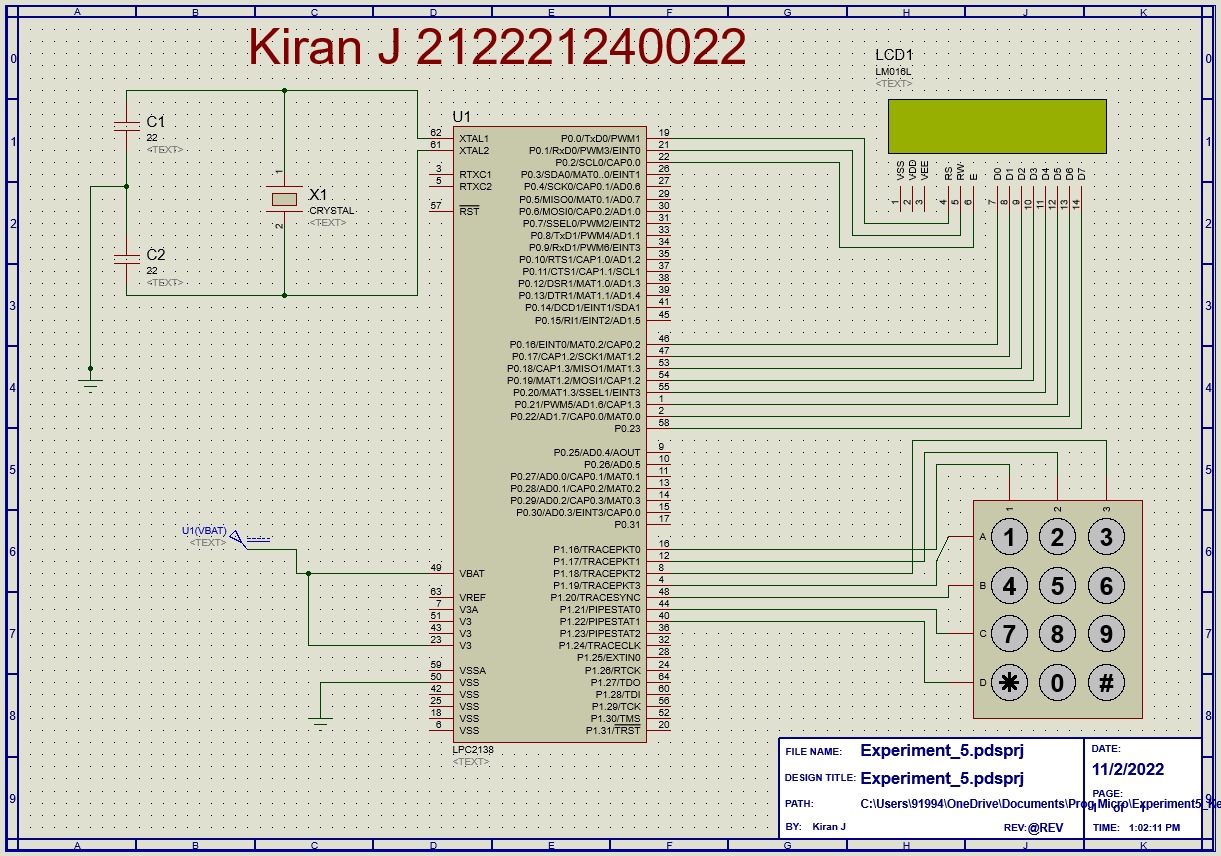 A B C D E F G H J K
Kiran J 212221240022
0 0
1 1
2 2
3 3
4 4
5 5
6 6
7 7
8 8
9 9
LCD1
LM016L
<TEXT>
VSS VDD VEE RS RW E D0 D1 D2 D3 D4 D5 D6 D7
1 2 3 4 5 6 7 8 9 10 11 12 13 14
C1
22
<TEXT>
C2
22
<TEXT>
1
X1
CRYSTAL
<TEXT>
2
U1
62 XTAL1
61 XTAL2
3 RTXC1
5 RTXC2
57 RST
U1(VBAT)
<TEXT>
49 VBAT
63 VREF
7 V3A
51 V3
43 V3
23 V3
59 VSSA
50 VSS
42 VSS
25 VSS
18 VSS
6 VSS
P0.0/TxD0/PWM1 19
P0.1/RxD0/PWM3/EINT0 21
P0.2/SCL0/CAP0.0 22
P0.3/SDA0/MAT0..0/EINT1 26
P0.4/SCK0/CAP0.1/AD0.6 27
P0.5/MISO0/MAT0.1/AD0.7 29
P0.6/MOSI0/CAP0.2/AD1.0 30
P0.7/SSEL0/PWM2/EINT2 31
P0.8/TxD1/PWM4/AD1.1 33
P0.9/RxD1/PWM6/EINT3 34
P0.10/RTS1/CAP1.0/AD1.2 35
P0.11/CTS1/CAP1.1/SCL1 37
P0.12/DSR1/MAT1.0/AD1.3 38
P0.13/DTR1/MAT1.1/AD1.4 39
P0.14/DCD1/EINT1/SDA1 41
P0.15/RI1/EINT2/AD1.5 45
P0.16/EINT0/MAT0.2/CAP0.2 46
P0.17/CAP1.2/SCK1/MAT1.2 47
P0.18/CAP1.3/MISO1/MAT1.3 53
P0.19/MAT1.2/MOSI1/CAP1.2 54
P0.20/MAT1.3/SSEL1/EINT3 55
P0.21/PWM5/AD1.6/CAP1.3 1
P0.22/AD1.7/CAP0.0/MAT0.0 2
P0.23 58
P0.25/AD0.4/AOUT 9
P0.26/AD0.5 10
P0.27/AD0.0/CAP0.1/MAT0.1 11
P0.28/AD0.1/CAP0.2/MAT0.2 13
P0.29/AD0.2/CAP0.3/MAT0.3 14
P0.30/AD0.3/EINT3/CAP0.0 15
P0.31 17
P1.16/TRACEPKT0 16
P1.17/TRACEPKT1 12
P1.18/TRACEPKT2 8
P1.19/TRACEPKT3 4
P1.20/TRACESYNC 48
P1.21/PIPESTAT0 44
P1.22/PIPESTAT1 40
P1.23/PIPESTAT2 36
P1.24/TRACECLK 32
P1.25/EXTIN0 28
P1.26/RTCK 24
P1.27/TDO 64
P1.28/TDI 60
P1.29/TCK 56
P1.30/TMS 52
P1.31/TRST 20
LPC2138
<TEXT>
1 2 3
A 1 2 3
B 4 5 6
C 7 8 9
D * 0 #
FILE NAME: Experiment_5.pdsprj
DESIGN TITLE: Experiment_5.pdsprj
PATH: C:\Users\91994\OneDrive\Documents\Prog Micro\Experiment5_Ke
BY: Kiran J REV:@REV
DATE:
11/2/2022
PAGE:
TIME: 1:02:11 PM
A B C D E F G H J K